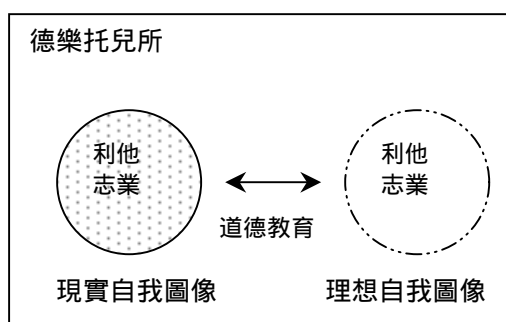 德樂托兒所
利他
志業
利他
志業
道德教育
現實自我圖像
理想自我圖像